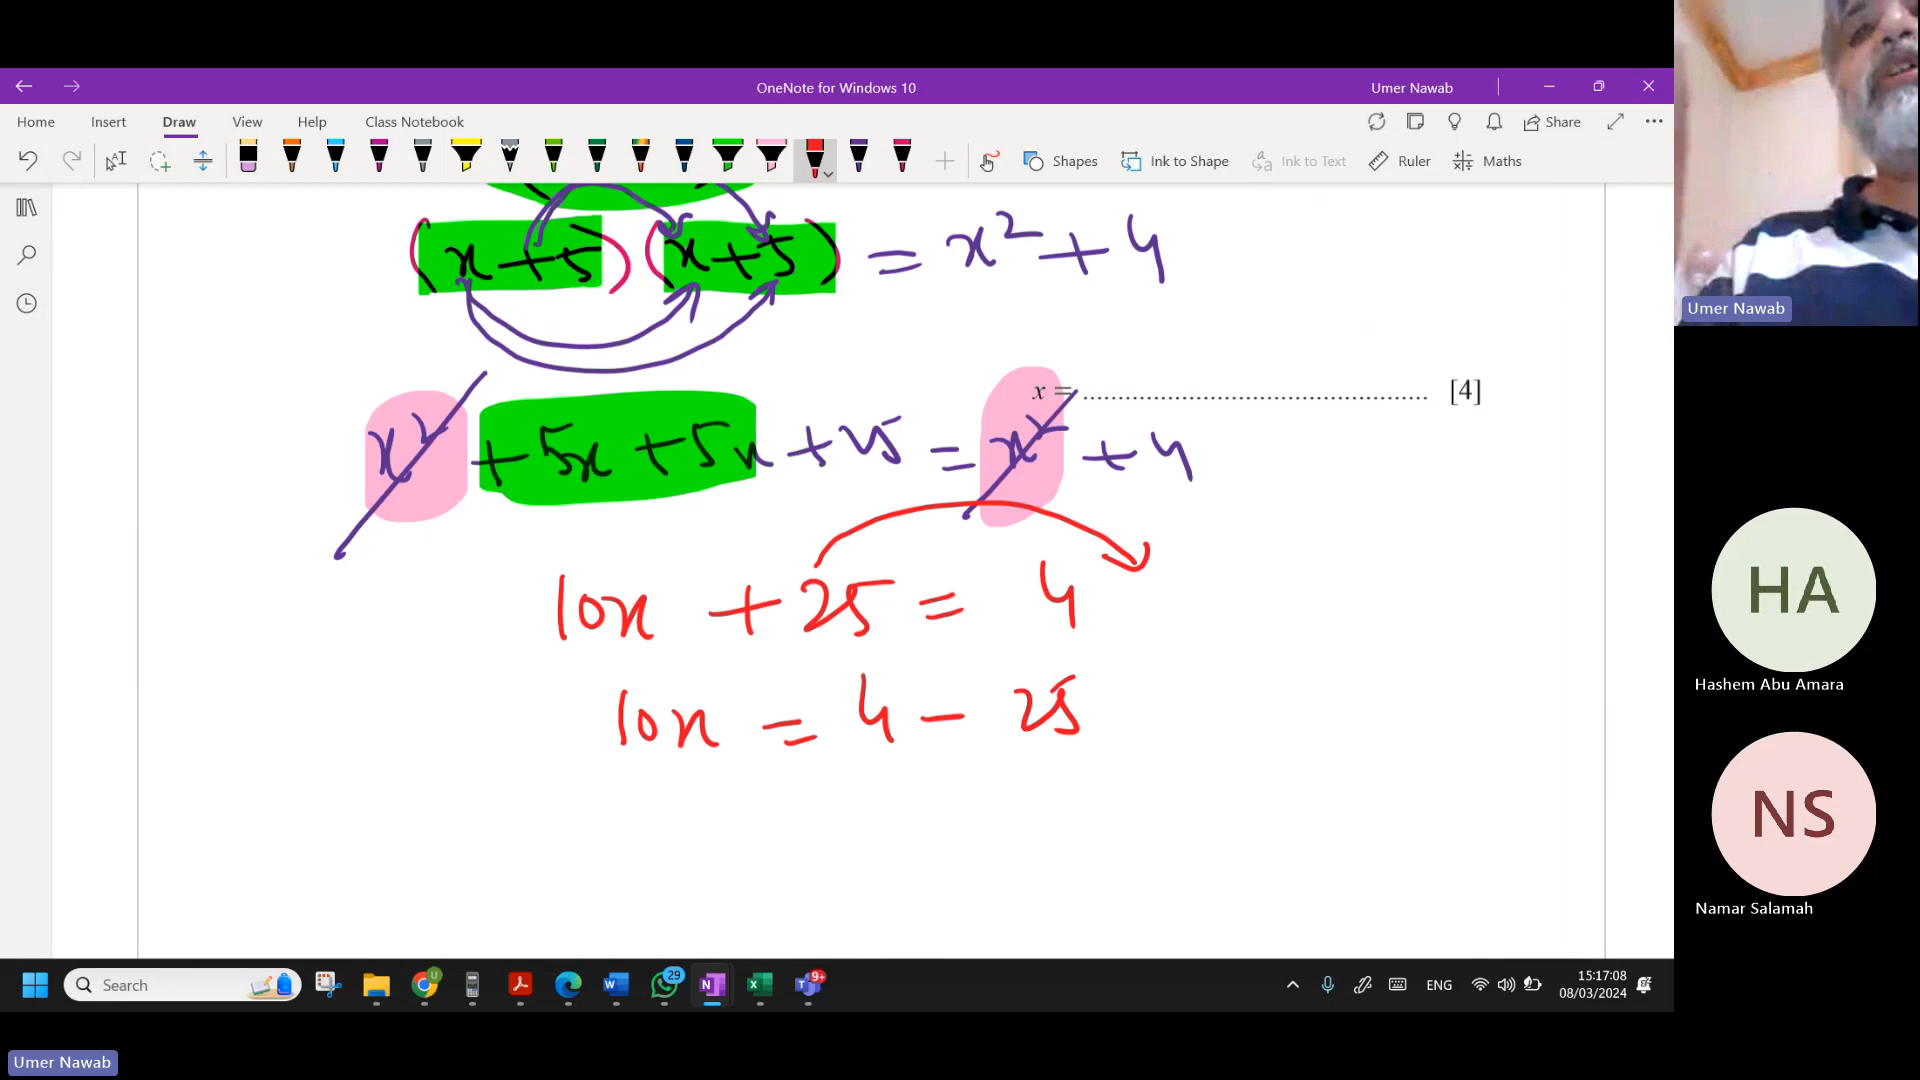 OneNote for Windows 10
Umer Nawab
Home Insert Draw View Help Class Notebook
Share
Shapes Ink to Shape Ink to Text Ruler Maths
(x + 5) (x + 5) = x² + 4
x = ........................................ [4]
x² + 5x + 5x + 25 = x² + 4
10x + 25 = 4
10x = 4 - 25
Umer Nawab
HA
Hashem Abu Amara
NS
Namar Salamah
Search
29
9+
ENG
15:17:08
08/03/2024
Umer Nawab